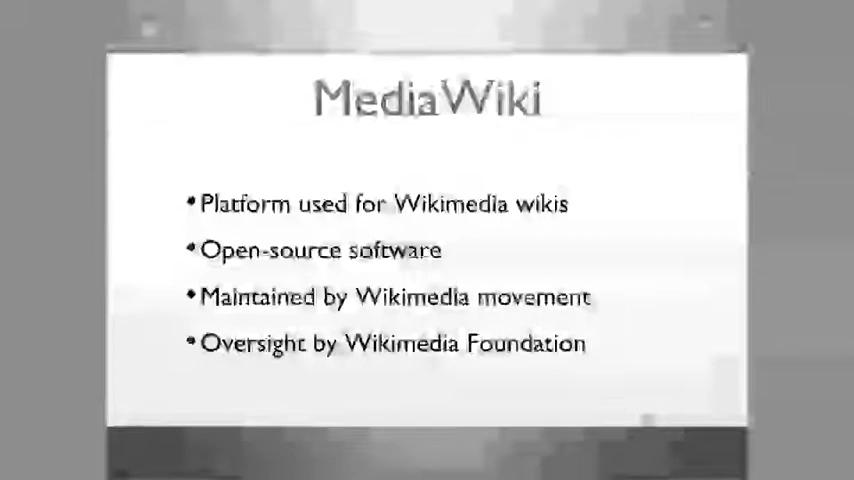 MediaWiki
• Platform used for Wikimedia wikis
• Open-source software
• Maintained by Wikimedia movement
• Oversight by Wikimedia Foundation